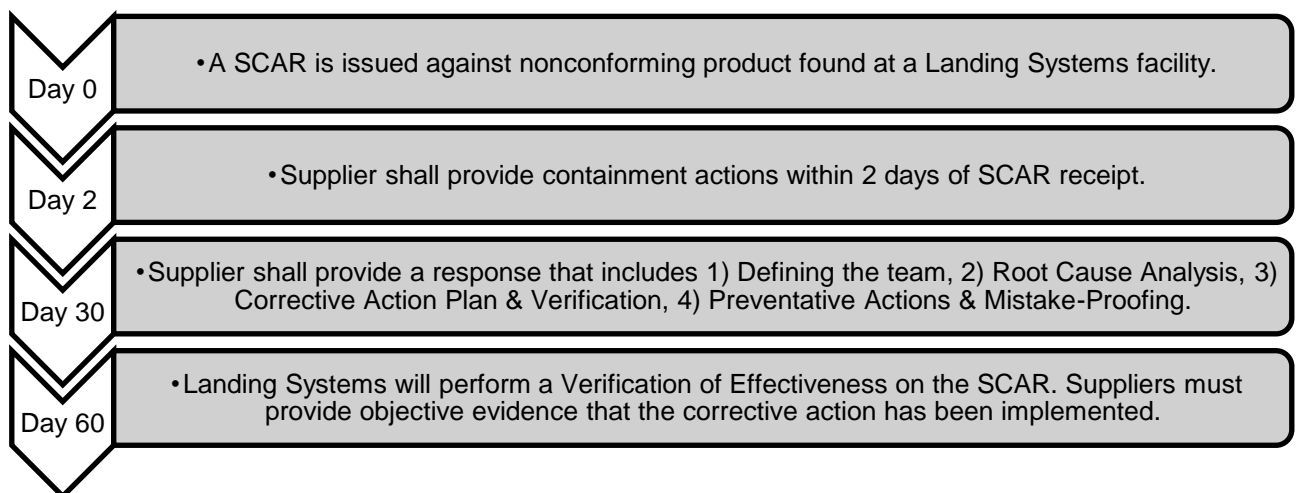 Day 0
•A SCAR is issued against nonconforming product found at a Landing Systems facility.
Day 2
•Supplier shall provide containment actions within 2 days of SCAR receipt.
Day 30
•Supplier shall provide a response that includes 1) Defining the team, 2) Root Cause Analysis, 3)
Corrective Action Plan & Verification, 4) Preventative Actions & Mistake-Proofing.
Day 60
•Landing Systems will perform a Verification of Effectiveness on the SCAR. Suppliers must
provide objective evidence that the corrective action has been implemented.